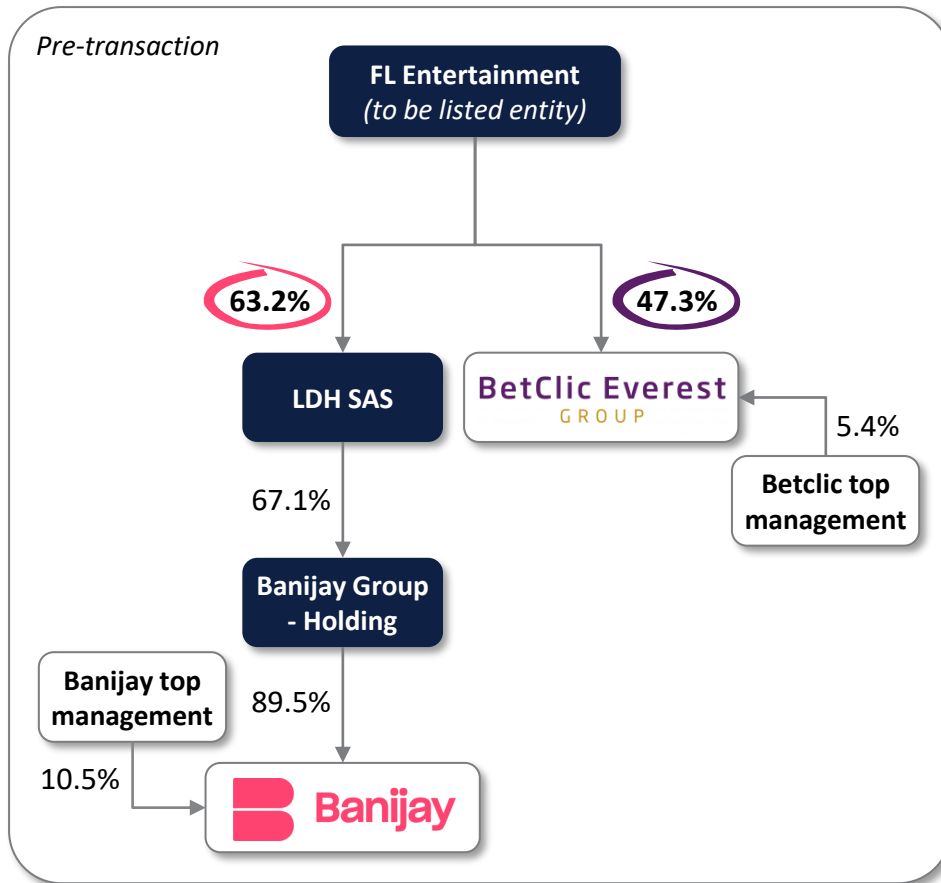 Pre-transaction
FL Entertainment
(to be listed entity)
63.2%
47.3%
LDH SAS
BetClic Everest
GROUP
5.4%
67.1%
Betclic top
management
Banijay Group
- Holding
Banijay top
management
89.5%
10.5%
Banijay